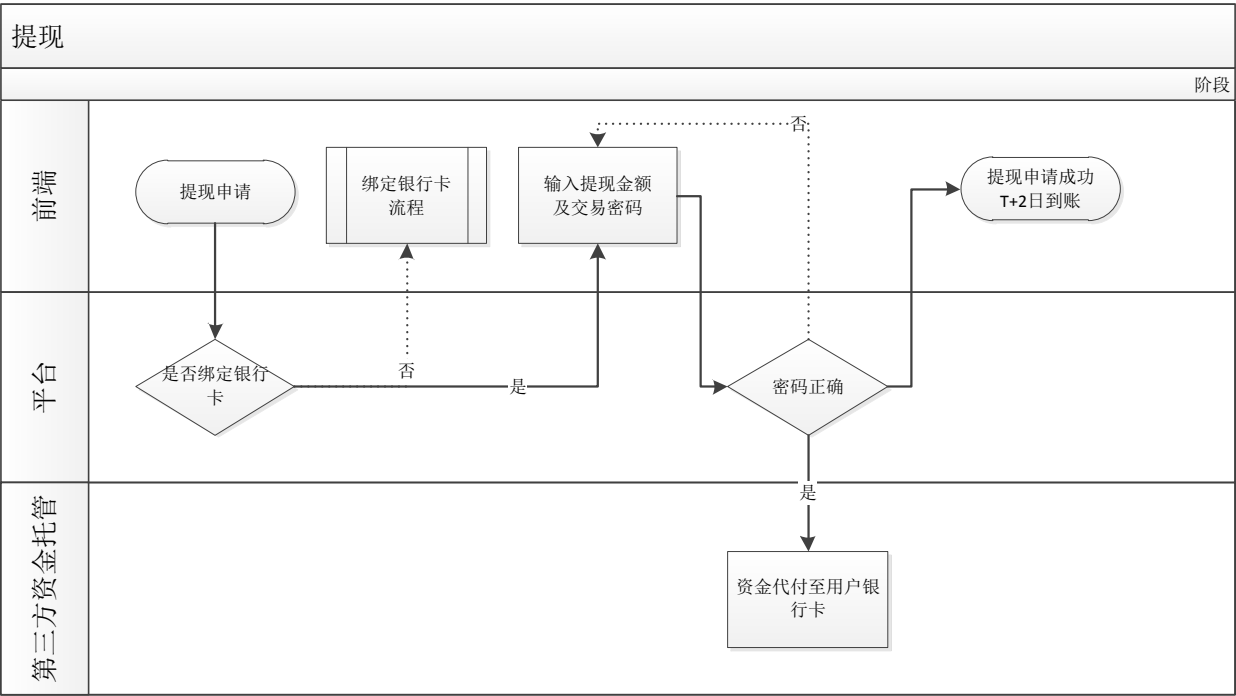 提现
阶段
前端
提现申请
绑定银行卡
流程
输入提现金额
及交易密码
否
提现申请成功
T+2日到账
平台
是否绑定银行
卡
否
是
密码正确
第三方资金托管
是
资金代付至用户银
行卡